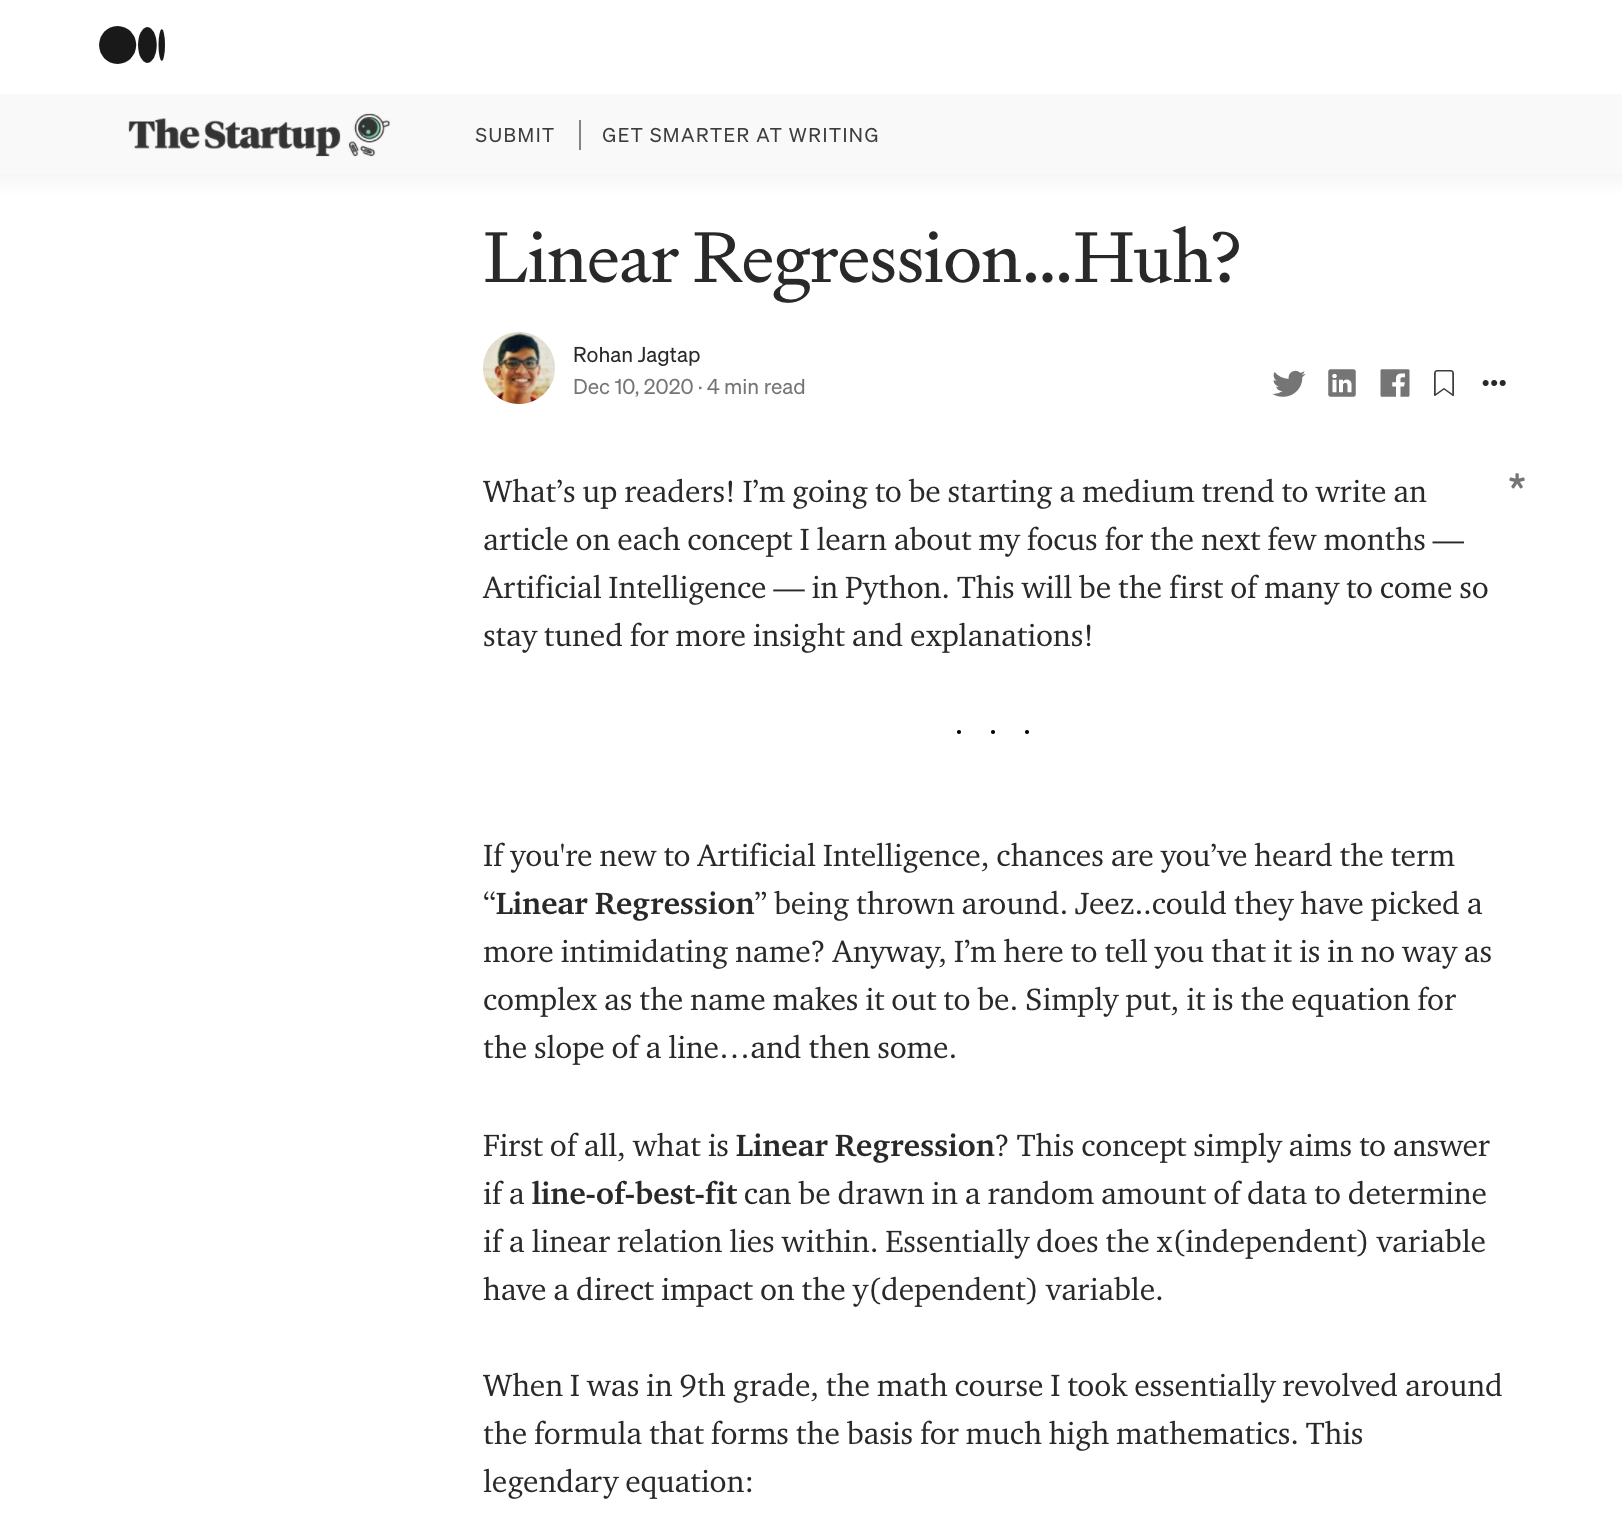 The Startup
SUBMIT
GET SMARTER AT WRITING
Linear Regression...Huh?
Rohan Jagtap
Dec 10, 2020 · 4 min read
What’s up readers! I’m going to be starting a medium trend to write an
article on each concept I learn about my focus for the next few months —
Artificial Intelligence — in Python. This will be the first of many to come so
stay tuned for more insight and explanations!
. . .
If you're new to Artificial Intelligence, chances are you’ve heard the term
“Linear Regression” being thrown around. Jeez..could they have picked a
more intimidating name? Anyway, I’m here to tell you that it is in no way as
complex as the name makes it out to be. Simply put, it is the equation for
the slope of a line…and then some.
First of all, what is Linear Regression? This concept simply aims to answer
if a line-of-best-fit can be drawn in a random amount of data to determine
if a linear relation lies within. Essentially does the x(independent) variable
have a direct impact on the y(dependent) variable.
When I was in 9th grade, the math course I took essentially revolved around
the formula that forms the basis for much high mathematics. This
legendary equation: